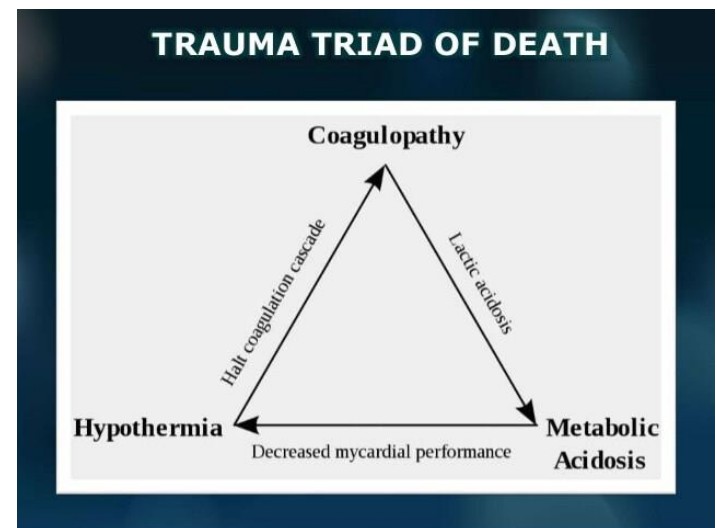 TRAUMA TRIAD OF DEATH
Coagulopathy
Halt coagulation cascade
Lactic acidosis
Hypothermia
Decreased mycardial performance
Metabolic
Acidosis